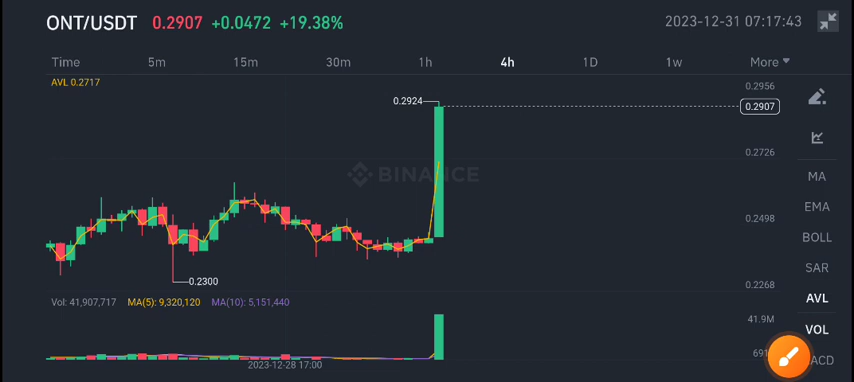 ONT/USDT 0.2907 +0.0472 +19.38% 2023-12-31 07:17:43
Time 5m 15m 30m 1h 4h 1D 1w More
AVL 0.2717
0.2956
0.2924
0.2907
0.2726
BINANCE
0.2498
0.2300
0.2268
MA
EMA
BOLL
SAR
AVL
VOL
Vol: 41,907,717 MA(5): 9,320,120 MA(10): 5,151,440
41.9M
2023-12-28 17:00